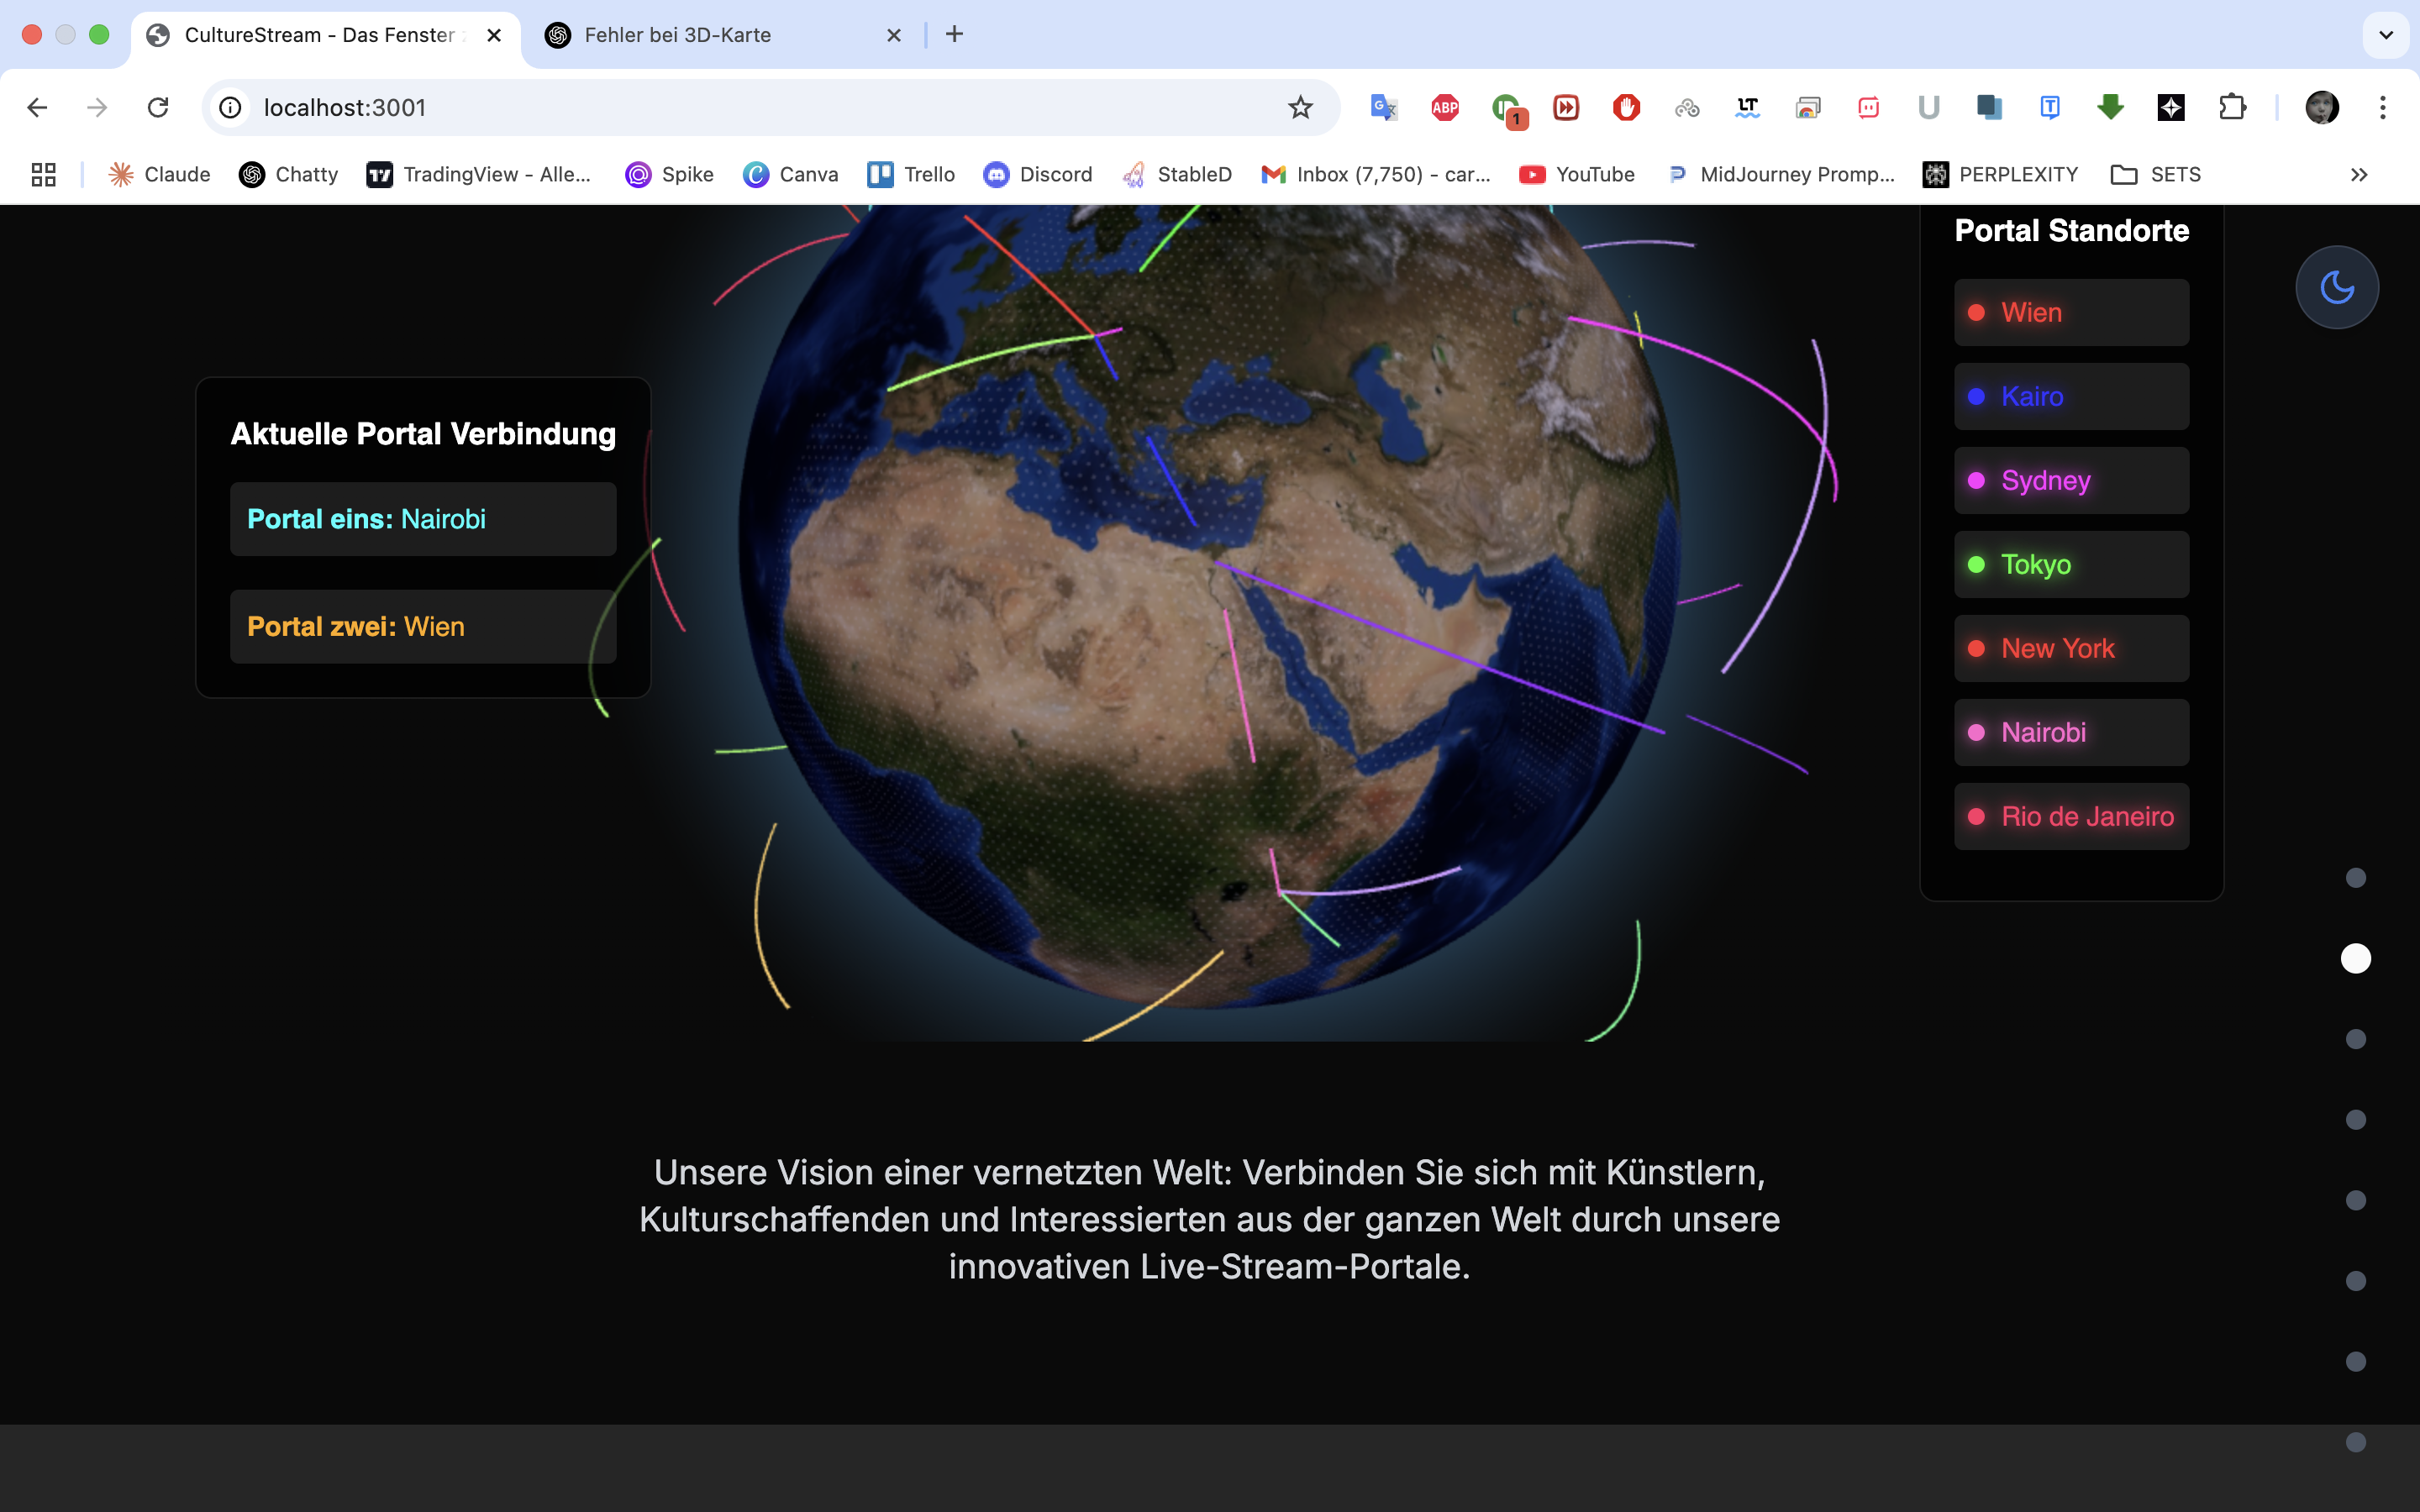 CultureStream - Das Fenster
Fehler bei 3D-Karte
localhost:3001
ABP
1
LT
Claude
Chatty
TradingView - Alle...
Spike
Canva
Trello
Discord
StableD
Inbox (7,750) - car...
YouTube
MidJourney Promp...
PERPLEXITY
SETS
Portal Standorte
Wien
Kairo
Sydney
Tokyo
New York
Nairobi
Rio de Janeiro
Aktuelle Portal Verbindung
Portal eins: Nairobi
Portal zwei: Wien
Unsere Vision einer vernetzten Welt: Verbinden Sie sich mit Künstlern,
Kulturschaffenden und Interessierten aus der ganzen Welt durch unsere
innovativen Live-Stream-Portale.